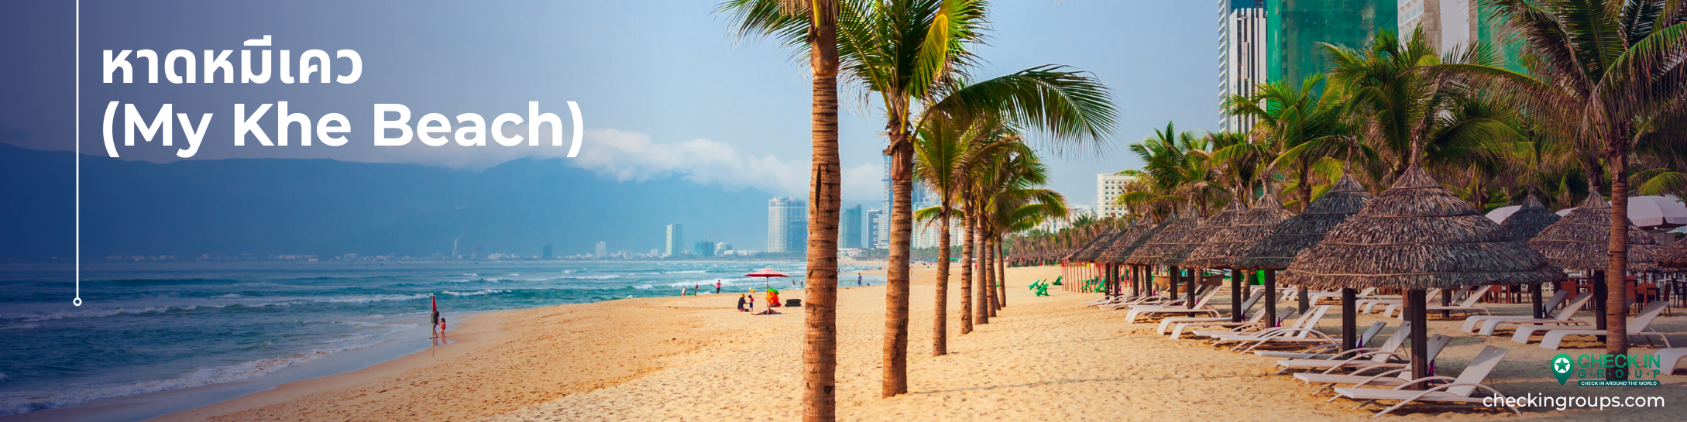 หาดหมีเคว
(My Khe Beach)
CHECK IN
GROUP
CHECK IN AROUND THE WORLD
checkingroups.com